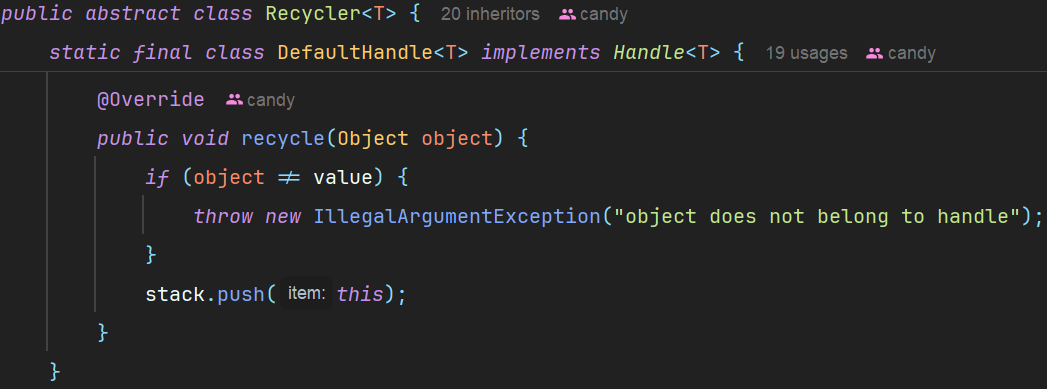 public abstract class Recycler<T> { 20 inheritors candy
static final class DefaultHandle<T> implements Handle<T> { 19 usages candy
@Override candy
public void recycle(Object object) {
if (object != value) {
throw new IllegalArgumentException("object does not belong to handle");
}
stack.push( item: this);
}
}